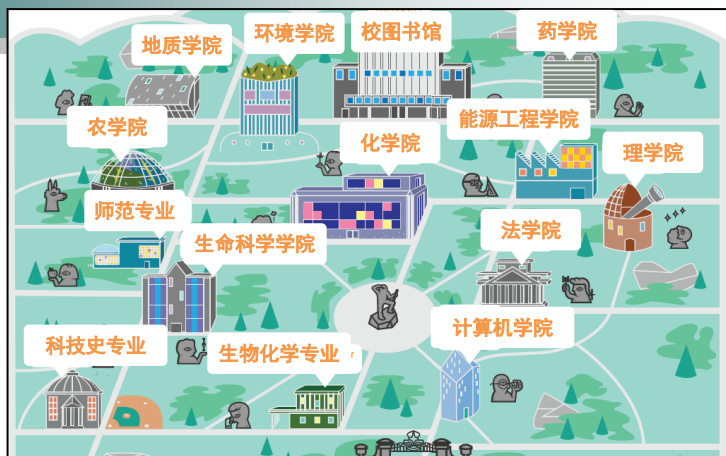 地质学院
环境学院
校图书馆
药学院
农学院
化学院
能源工程学院
理学院
师范专业
生命科学学院
法学院
科技史专业
生物化学专业
计算机学院